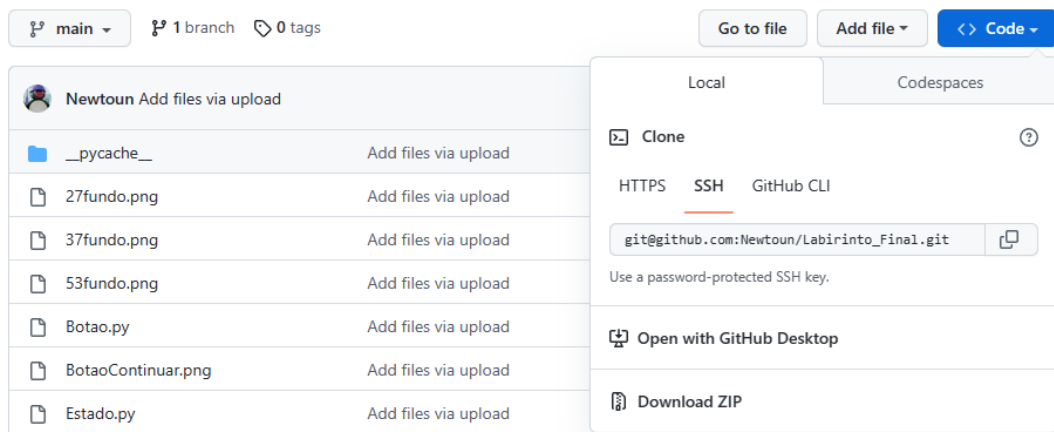 main 1 branch 0 tags Go to file Add file <> Code
Newtoun Add files via upload
__pycache__ Add files via upload
27fundo.png Add files via upload
37fundo.png Add files via upload
53fundo.png Add files via upload
Botao.py Add files via upload
BotaoContinuar.png Add files via upload
Estado.py Add files via upload
Local Codespaces
Clone
HTTPS SSH GitHub CLI
git@github.com:Newtoun/Labirinto_Final.git
Use a password-protected SSH key.
Open with GitHub Desktop
Download ZIP